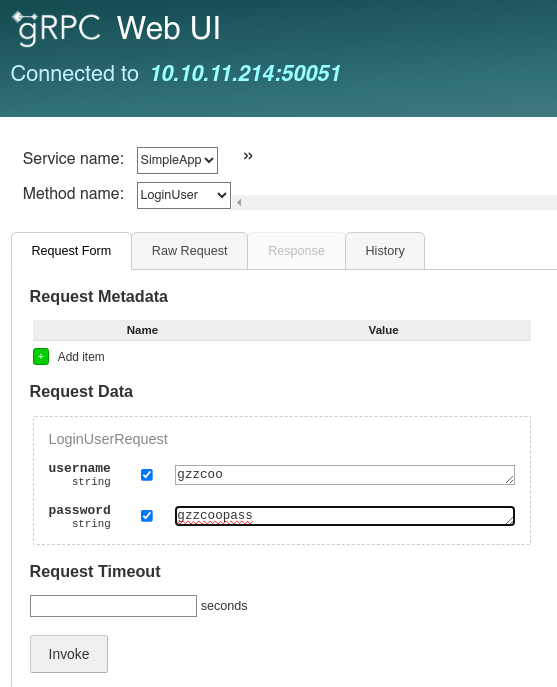 gRPC Web UI
Connected to 10.10.11.214:50051
Service name: SimpleApp »
Method name: LoginUser
Request Form Raw Request Response History
Request Metadata
Name Value
+ Add item
Request Data
LoginUserRequest
username gzzcoo
string
password gzzcoopass
string
Request Timeout
seconds
Invoke